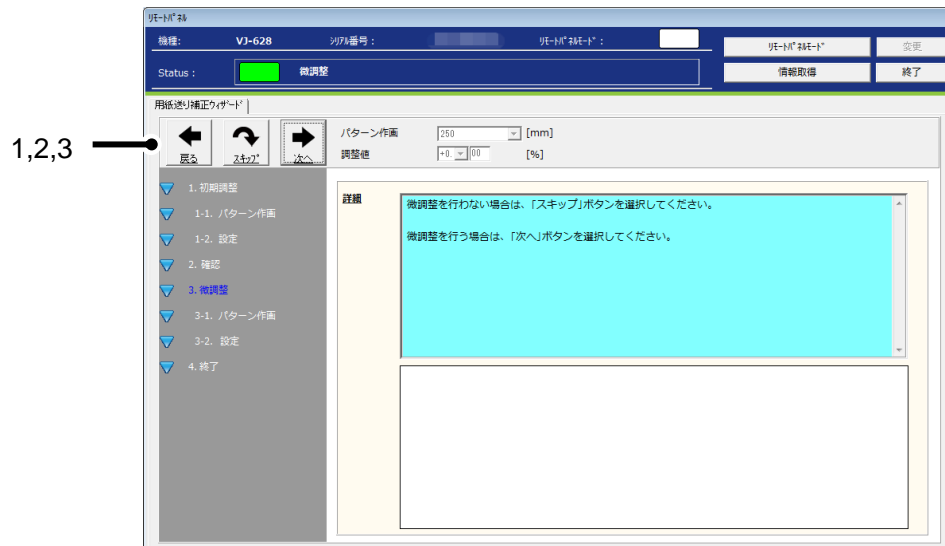 ﾘﾓｰﾄﾊﾟﾈﾙ
機種: VJ-628 ｼﾘｱﾙ番号： ﾘﾓｰﾄﾊﾟﾈﾙﾓｰﾄﾞ：
ﾘﾓｰﾄﾊﾟﾈﾙﾓｰﾄﾞ 変更
Status： 微調整
情報取得 終了
用紙送り補正ｳｨｻﾞｰﾄﾞ
1,2,3
戻る ｽｷｯﾌﾟ 次へ
パターン作画 250 [mm]
調整値 +0. 00 [%]
1. 初期調整
1-1. パターン作画
1-2. 設定
2. 確認
3. 微調整
3-1. パターン作画
3-2. 設定
4. 終了
詳細
微調整を行わない場合は、「スキップ」ボタンを選択してください。
微調整を行う場合は、「次へ」ボタンを選択してください。